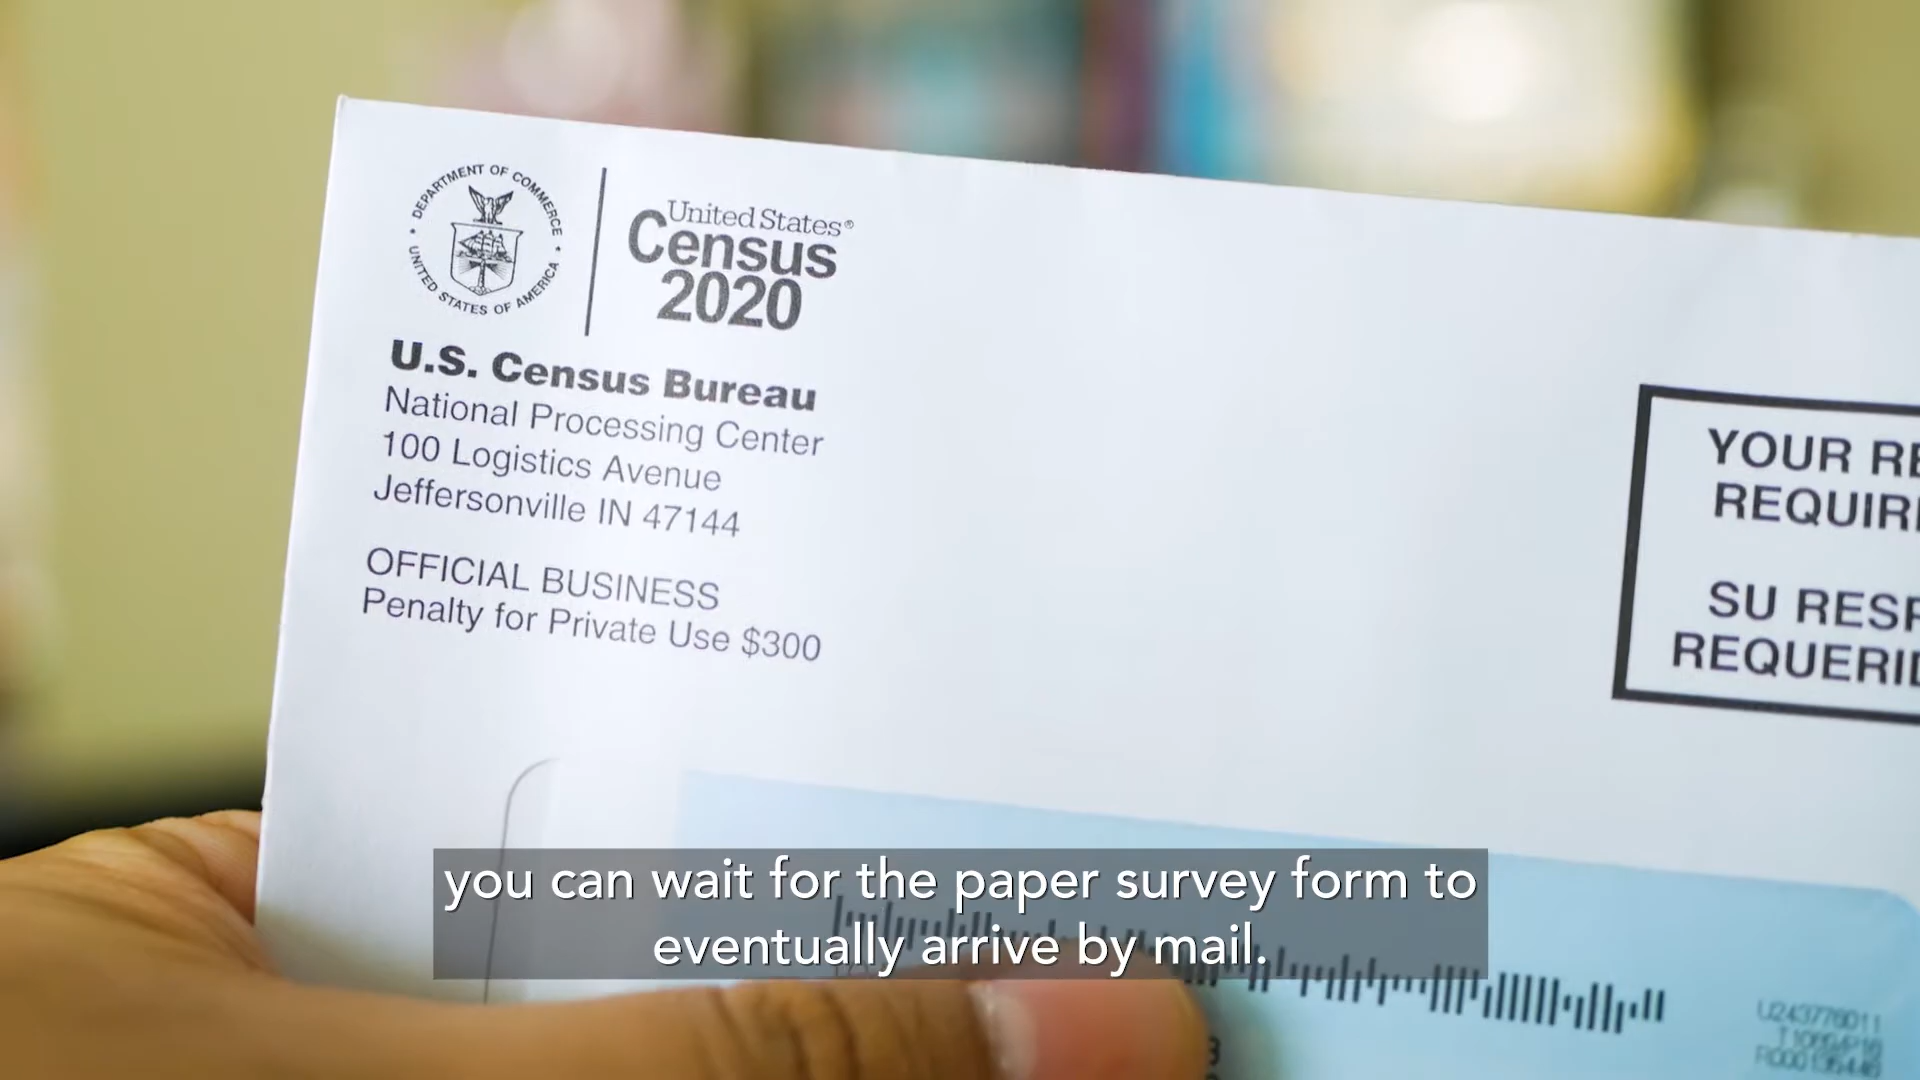 DEPARTMENT OF COMMERCE
UNITED STATES OF AMERICA
United States®
Census
2020
U.S. Census Bureau
National Processing Center
100 Logistics Avenue
Jeffersonville IN 47144
OFFICIAL BUSINESS
Penalty for Private Use $300
YOUR RE
REQUIR
SU RESP
REQUERID
you can wait for the paper survey form to
eventually arrive by mail.